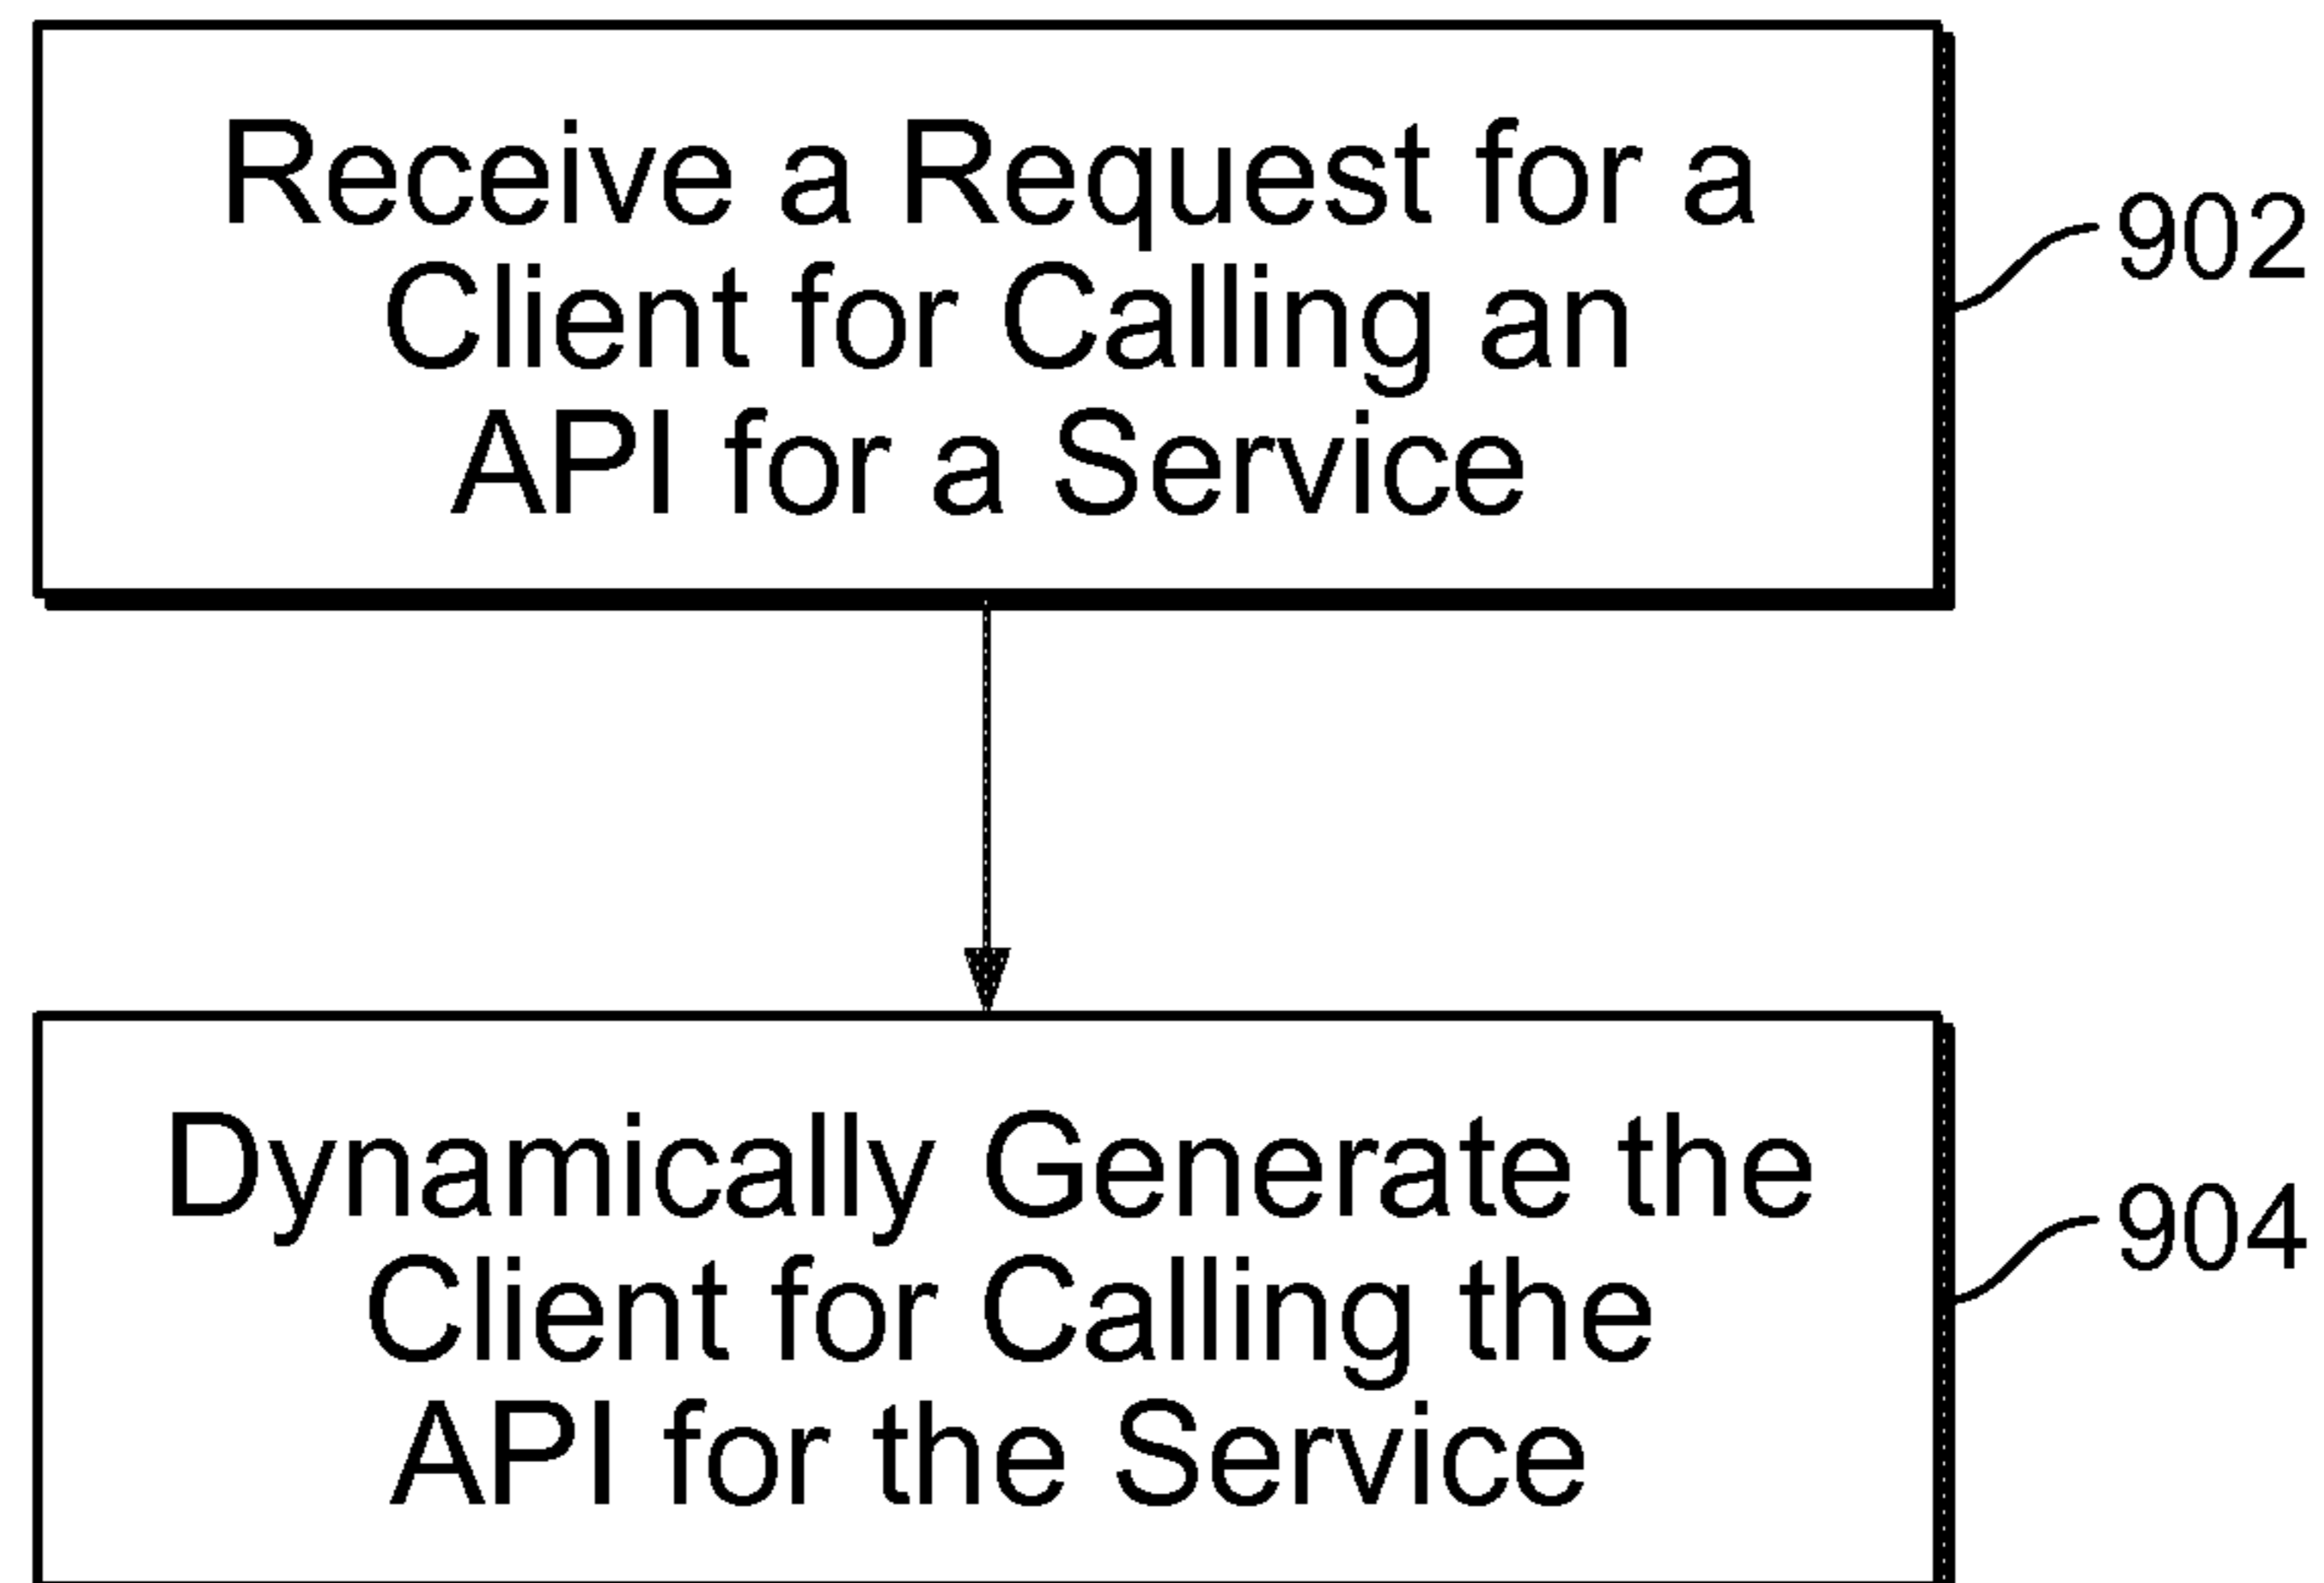 Receive a Request for a
Client for Calling an
API for a Service
902
Dynamically Generate the
Client for Calling the
API for the Service
904